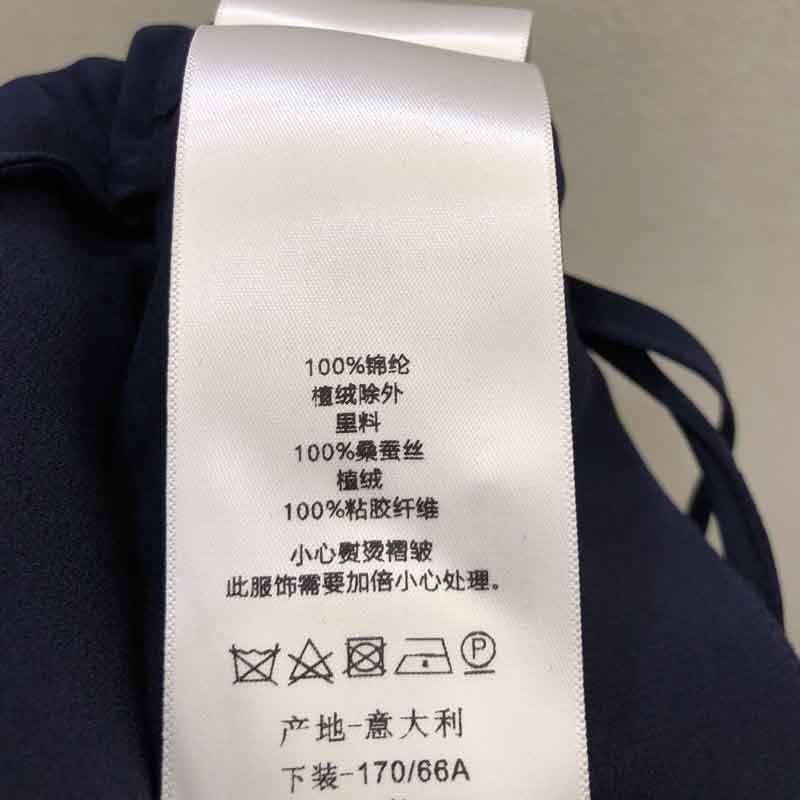 100%锦纶
植绒除外
里料
100%桑蚕丝
植绒
100%粘胶纤维
小心熨烫褶皱
此服饰需要加倍小心处理。
P
产地-意大利
下装-170/66A